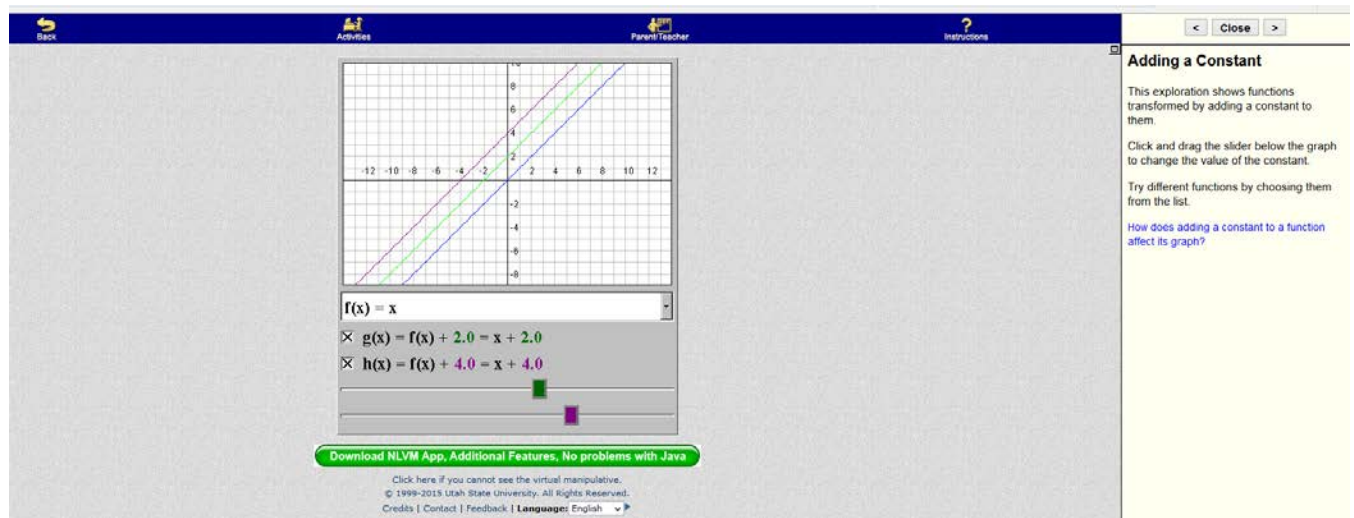 Back
Activities
Parent/Teacher
Instructions
< Close >
10
8
6
4
2
-12 -10 -8 -6 -4 -2 2 4 6 8 10 12
-2
-4
-6
-8
f(x) = x
g(x) = f(x) + 2.0 = x + 2.0
h(x) = f(x) + 4.0 = x + 4.0
Download NLVM App, Additional Features, No problems with Java
Click here if you cannot see the virtual manipulative.
© 1999-2015 Utah State University. All Rights Reserved.
Credits | Contact | Feedback | Language: English
Adding a Constant
This exploration shows functions
transformed by adding a constant to
them.
Click and drag the slider below the graph
to change the value of the constant.
Try different functions by choosing them
from the list.
How does adding a constant to a function
affect its graph?